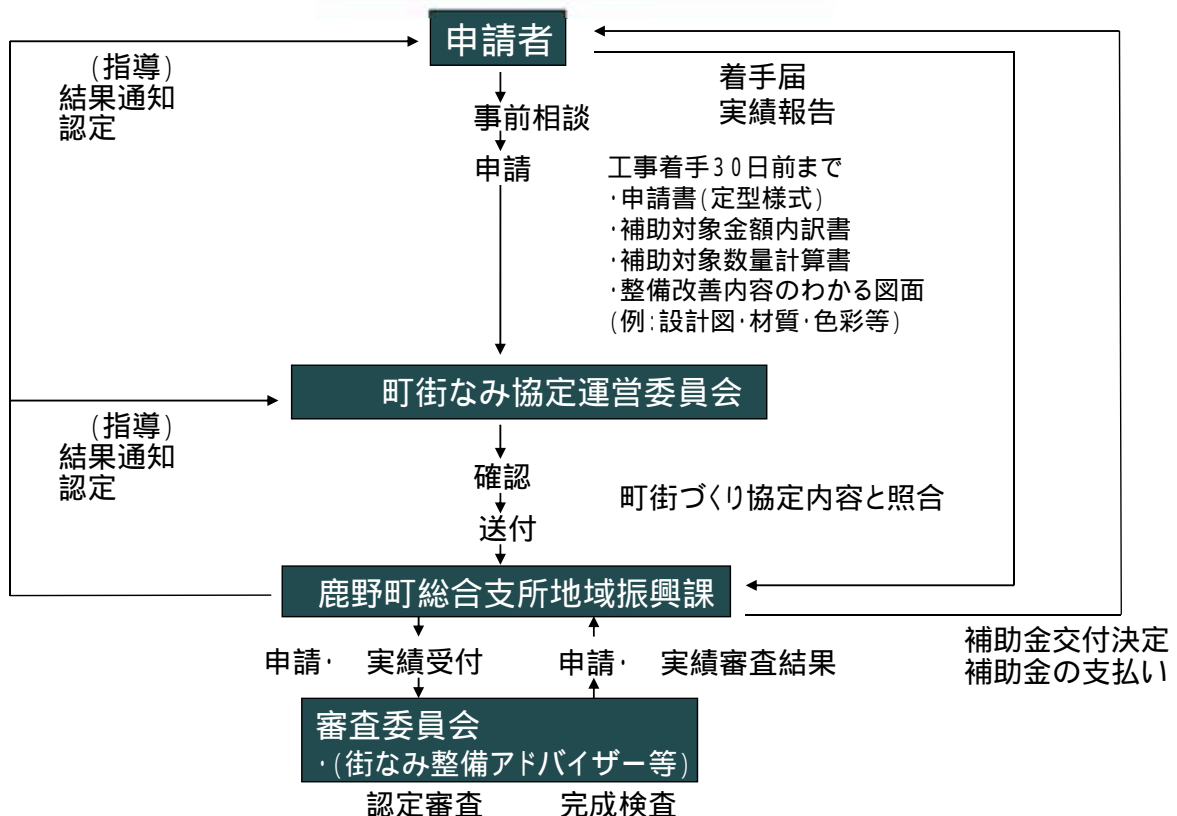 申請者
(指導)
結果通知
認定
着手届
実績報告
事前相談
申請
工事着手30日前まで
･申請書(定型様式)
･補助対象金額内訳書
･補助対象数量計算書
･整備改善内容のわかる図面
(例:設計図･材質･色彩等)
町街なみ協定運営委員会
(指導)
結果通知
認定
確認
町街づくり協定内容と照合
送付
鹿野町総合支所地域振興課
申請･ 実績受付 申請･ 実績審査結果
補助金交付決定
補助金の支払い
審査委員会
･(街なみ整備アドバイザー等)
認定審査 完成検査